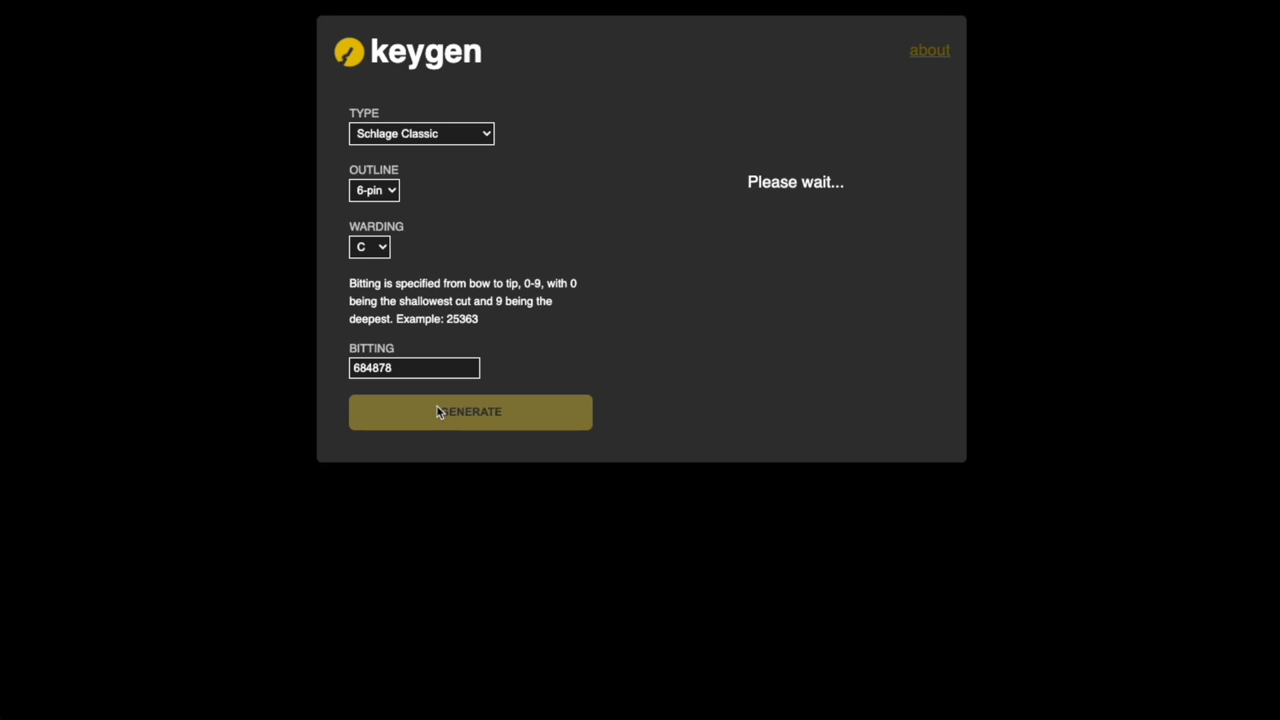 keygen
about
TYPE
Schlage Classic
OUTLINE
6-pin
WARDING
C
Please wait...
Bitting is specified from bow to tip, 0-9, with 0
being the shallowest cut and 9 being the
deepest. Example: 25363
BITTING
684878
GENERATE